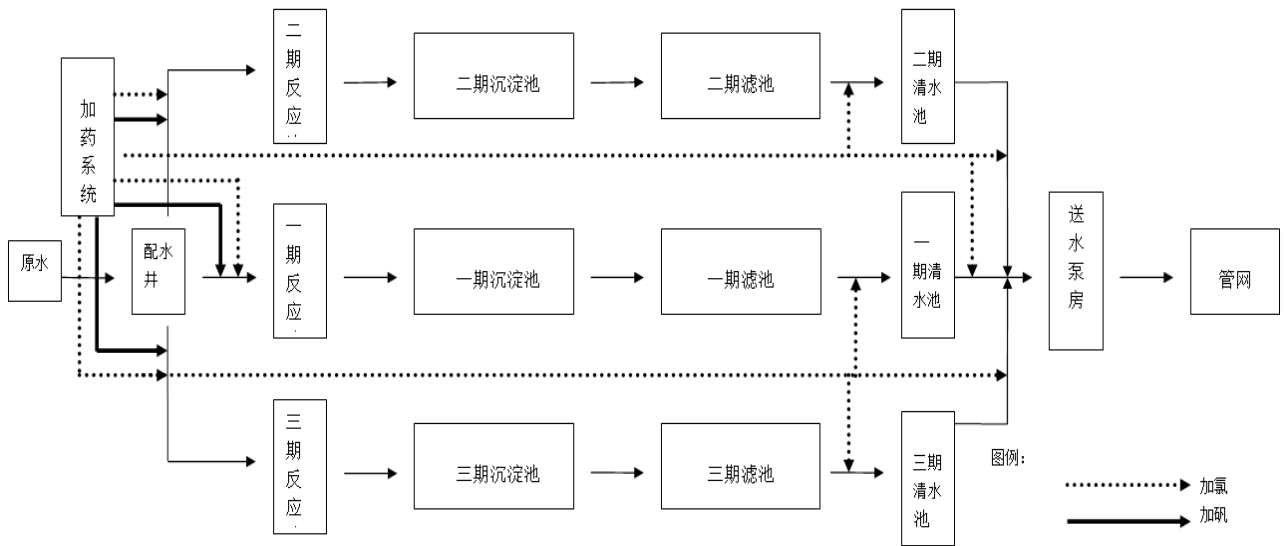 加药系统
原水
配水
井
二期反应
二期沉淀池
二期滤池
二期
清水
池
一期反应
一期沉淀池
一期滤池
一
期清
水池
三期反应
三期沉淀池
三期滤池
三期
清水
池
送水泵房
管网
图例：
加氯
加矾